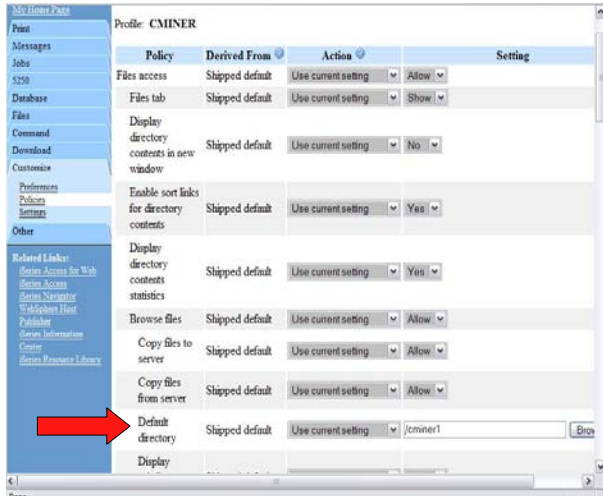 My Home Page
Print
Messages
Jobs
5250
Database
Files
Command
Download
Customize
Preferences
Policies
Settings
Other
Related Links:
iSeries Access for Web
iSeries Access
iSeries Navigator
WebSphere Host
Publisher
iSeries Information
Center
iSeries Resource Library
Profile: CMINER
Policy Derived From Action Setting
Files access Shipped default Use current setting Allow
Files tab Shipped default Use current setting Show
Display
directory
contents in new
window
Shipped default Use current setting No
Enable sort links
for directory
contents
Shipped default Use current setting Yes
Display
directory
contents
statistics
Shipped default Use current setting Yes
Browse files Shipped default Use current setting Allow
Copy files to
server
Shipped default Use current setting Allow
Copy files
from server
Shipped default Use current setting Allow
Default
directory
Shipped default Use current setting /cminer1 Brow
Display